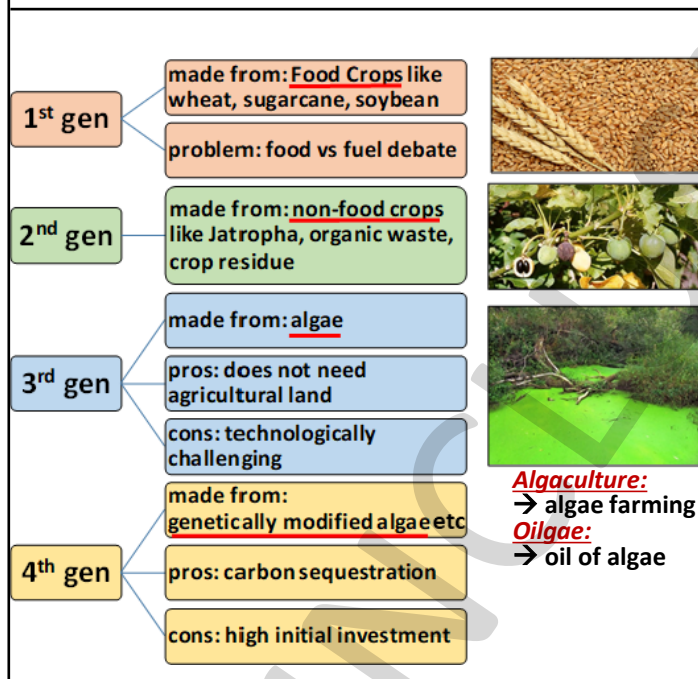 1st gen
made from: Food Crops like
wheat, sugarcane, soybean
problem: food vs fuel debate
2nd gen
made from: non-food crops
like Jatropha, organic waste,
crop residue
3rd gen
made from: algae
pros: does not need
agricultural land
cons: technologically
challenging
4th gen
made from:
genetically modified algae etc
pros: carbon sequestration
cons: high initial investment
Algaculture:
→ algae farming
Oilgae:
→ oil of algae